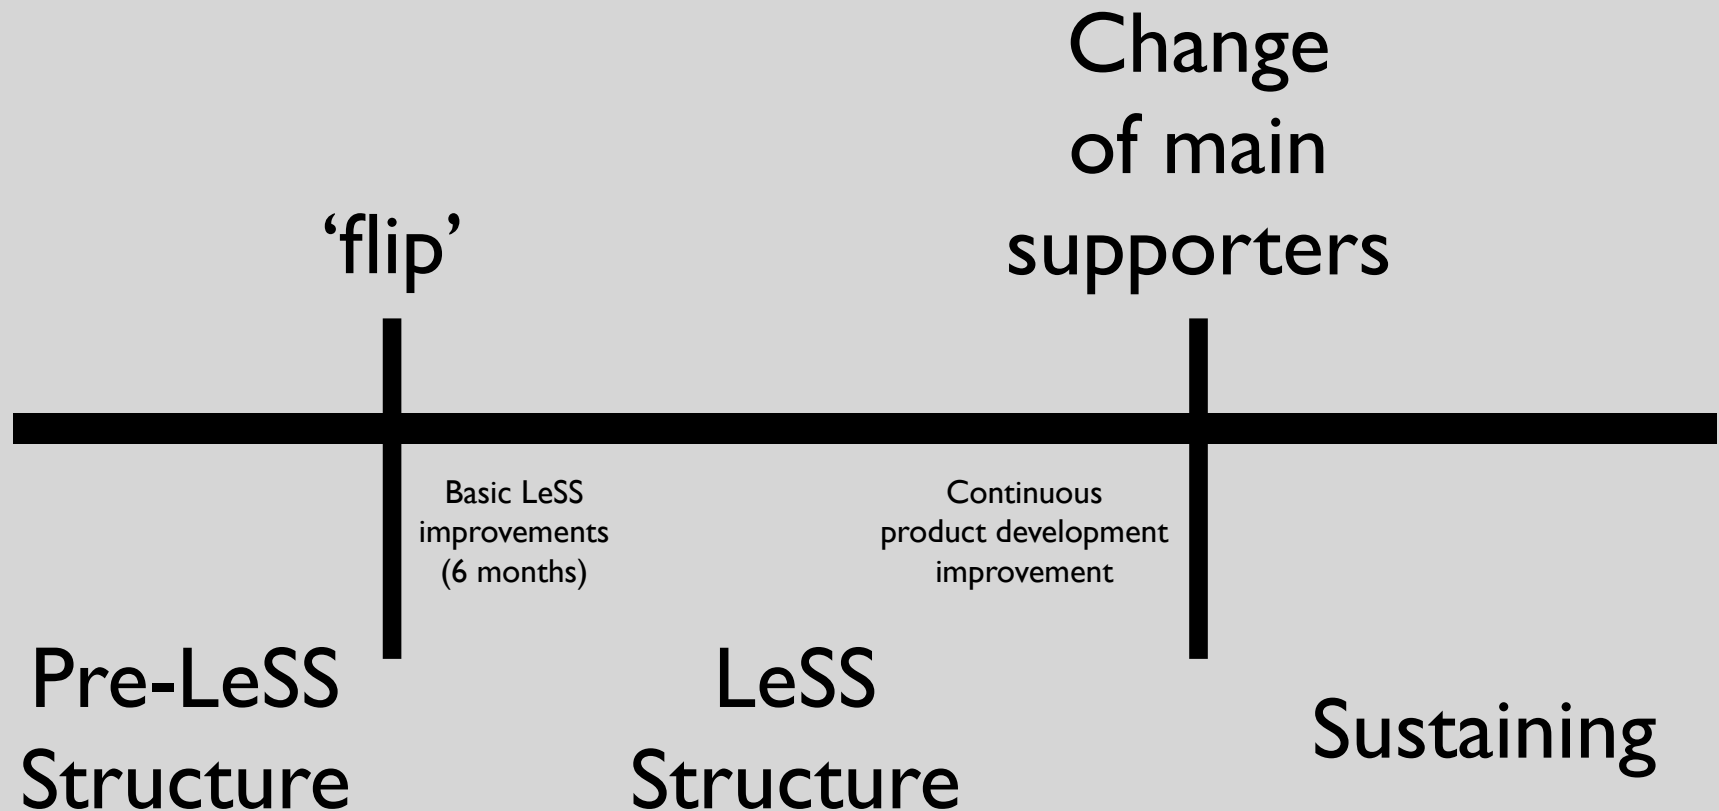 Change
of main
supporters
‘flip’
Basic LeSS
improvements
(6 months)
Continuous
product development
improvement
Pre-LeSS
Structure
LeSS
Structure
Sustaining